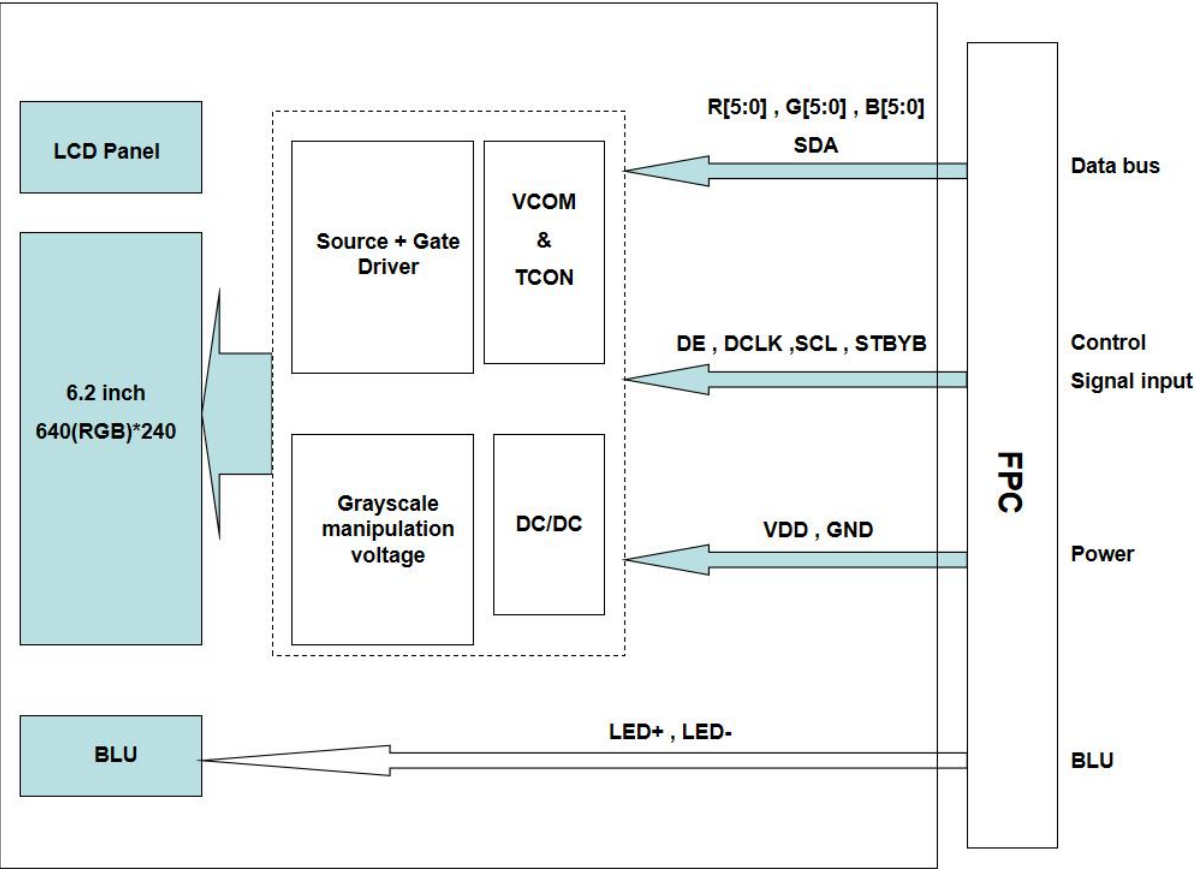 LCD Panel
6.2 inch
640(RGB)*240
BLU
Source + Gate
Driver
VCOM
&
TCON
Grayscale
manipulation
voltage
DC/DC
R[5:0] , G[5:0] , B[5:0]
SDA
DE , DCLK ,SCL , STBYB
VDD , GND
LED+ , LED-
FPC
Data bus
Control
Signal input
Power
BLU